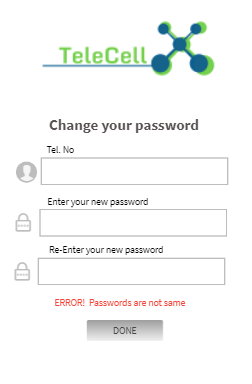 TeleCell
Change your password
Tel. No
Enter your new password
Re-Enter your new password
ERROR! Passwords are not same
DONE